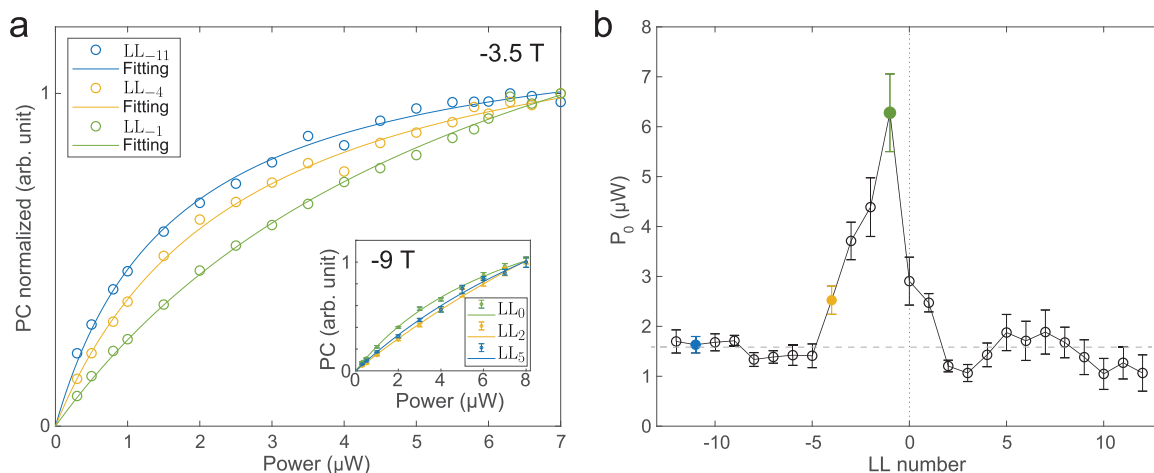 a
PC normalized (arb. unit)
1
0
LL₋₁₁
Fitting
LL₋₄
Fitting
LL₋₁
Fitting
-3.5 T
0 1 2 3 4 5 6 7
Power (μW)
-9 T
PC (arb. unit)
1
0
LL₀
LL₂
LL₅
0 2 4 6 8
Power (μW)
b
P₀ (μW)
8
7
6
5
4
3
2
1
0
-10 -5 0 5 10
LL number